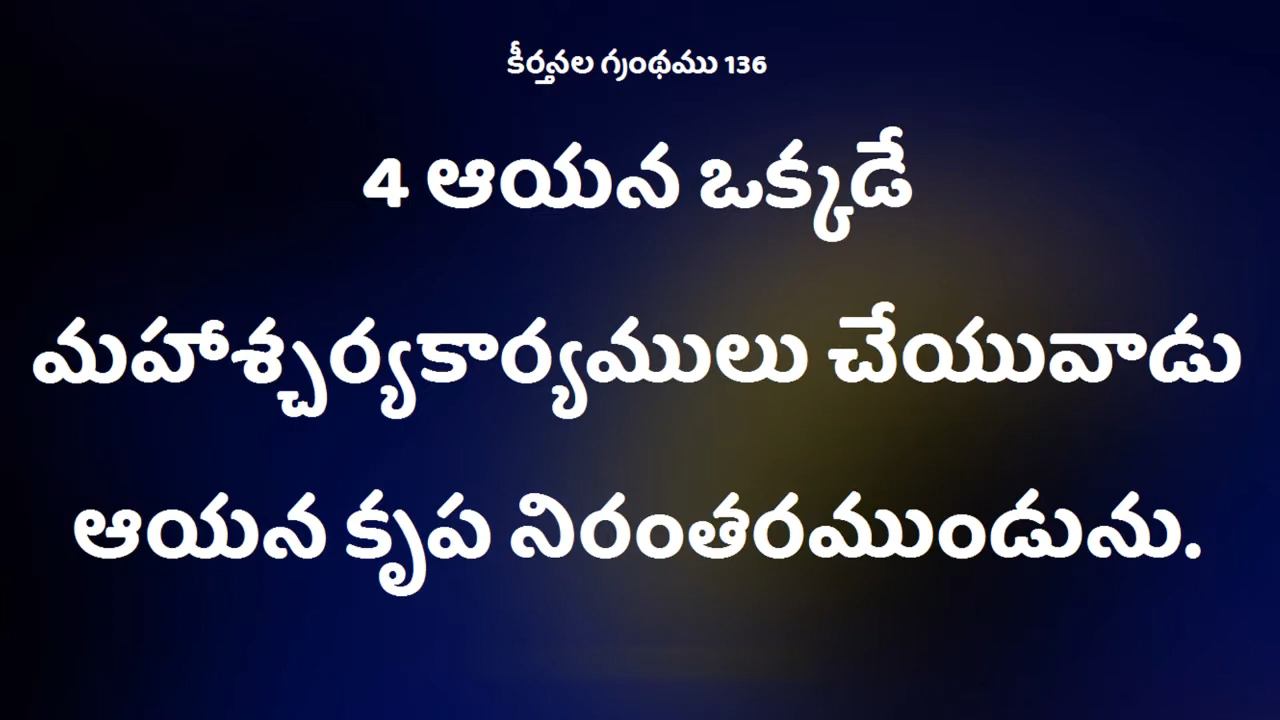 కీర్తనల గ్రంథము 136
4 ఆయన ఒక్కడే
మహాశ్చర్యకార్యములు చేయువాడు
ఆయన కృప నిరంతరముండును.